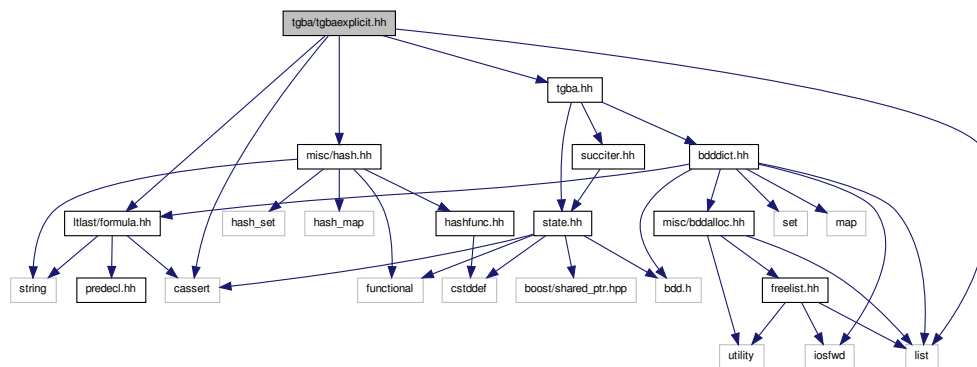 tgba/tgbaexplicit.hh
tgba.hh
misc/hash.hh
succiter.hh
bdddict.hh
ltlast/formula.hh
hash_set
hash_map
hashfunc.hh
state.hh
misc/bddalloc.hh
set
map
string
predecl.hh
cassert
functional
cstddef
boost/shared_ptr.hpp
bdd.h
freelist.hh
utility
iosfwd
list